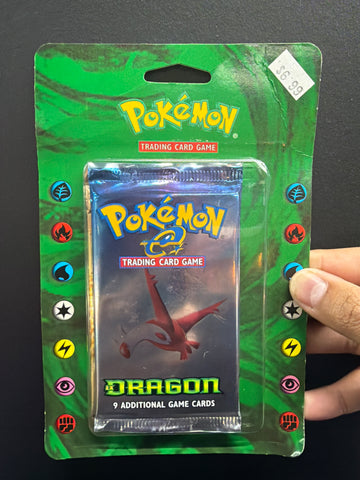 $6.99
POKéMON
®
TRADING CARD GAME
POKéMON
e
TRADING CARD GAME
DRAGON
9 ADDITIONAL GAME CARDS